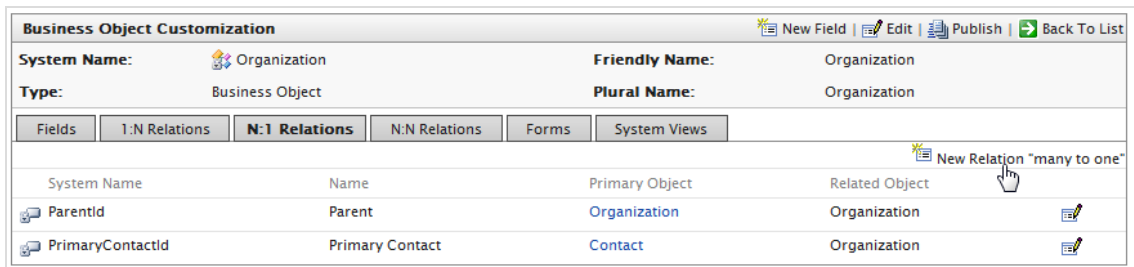 Business Object Customization New Field | Edit | Publish | Back To List
System Name: Organization Friendly Name: Organization
Type: Business Object Plural Name: Organization
Fields 1:N Relations N:1 Relations N:N Relations Forms System Views
New Relation "many to one"
System Name Name Primary Object Related Object
ParentId Parent Organization Organization
PrimaryContactId Primary Contact Contact Organization